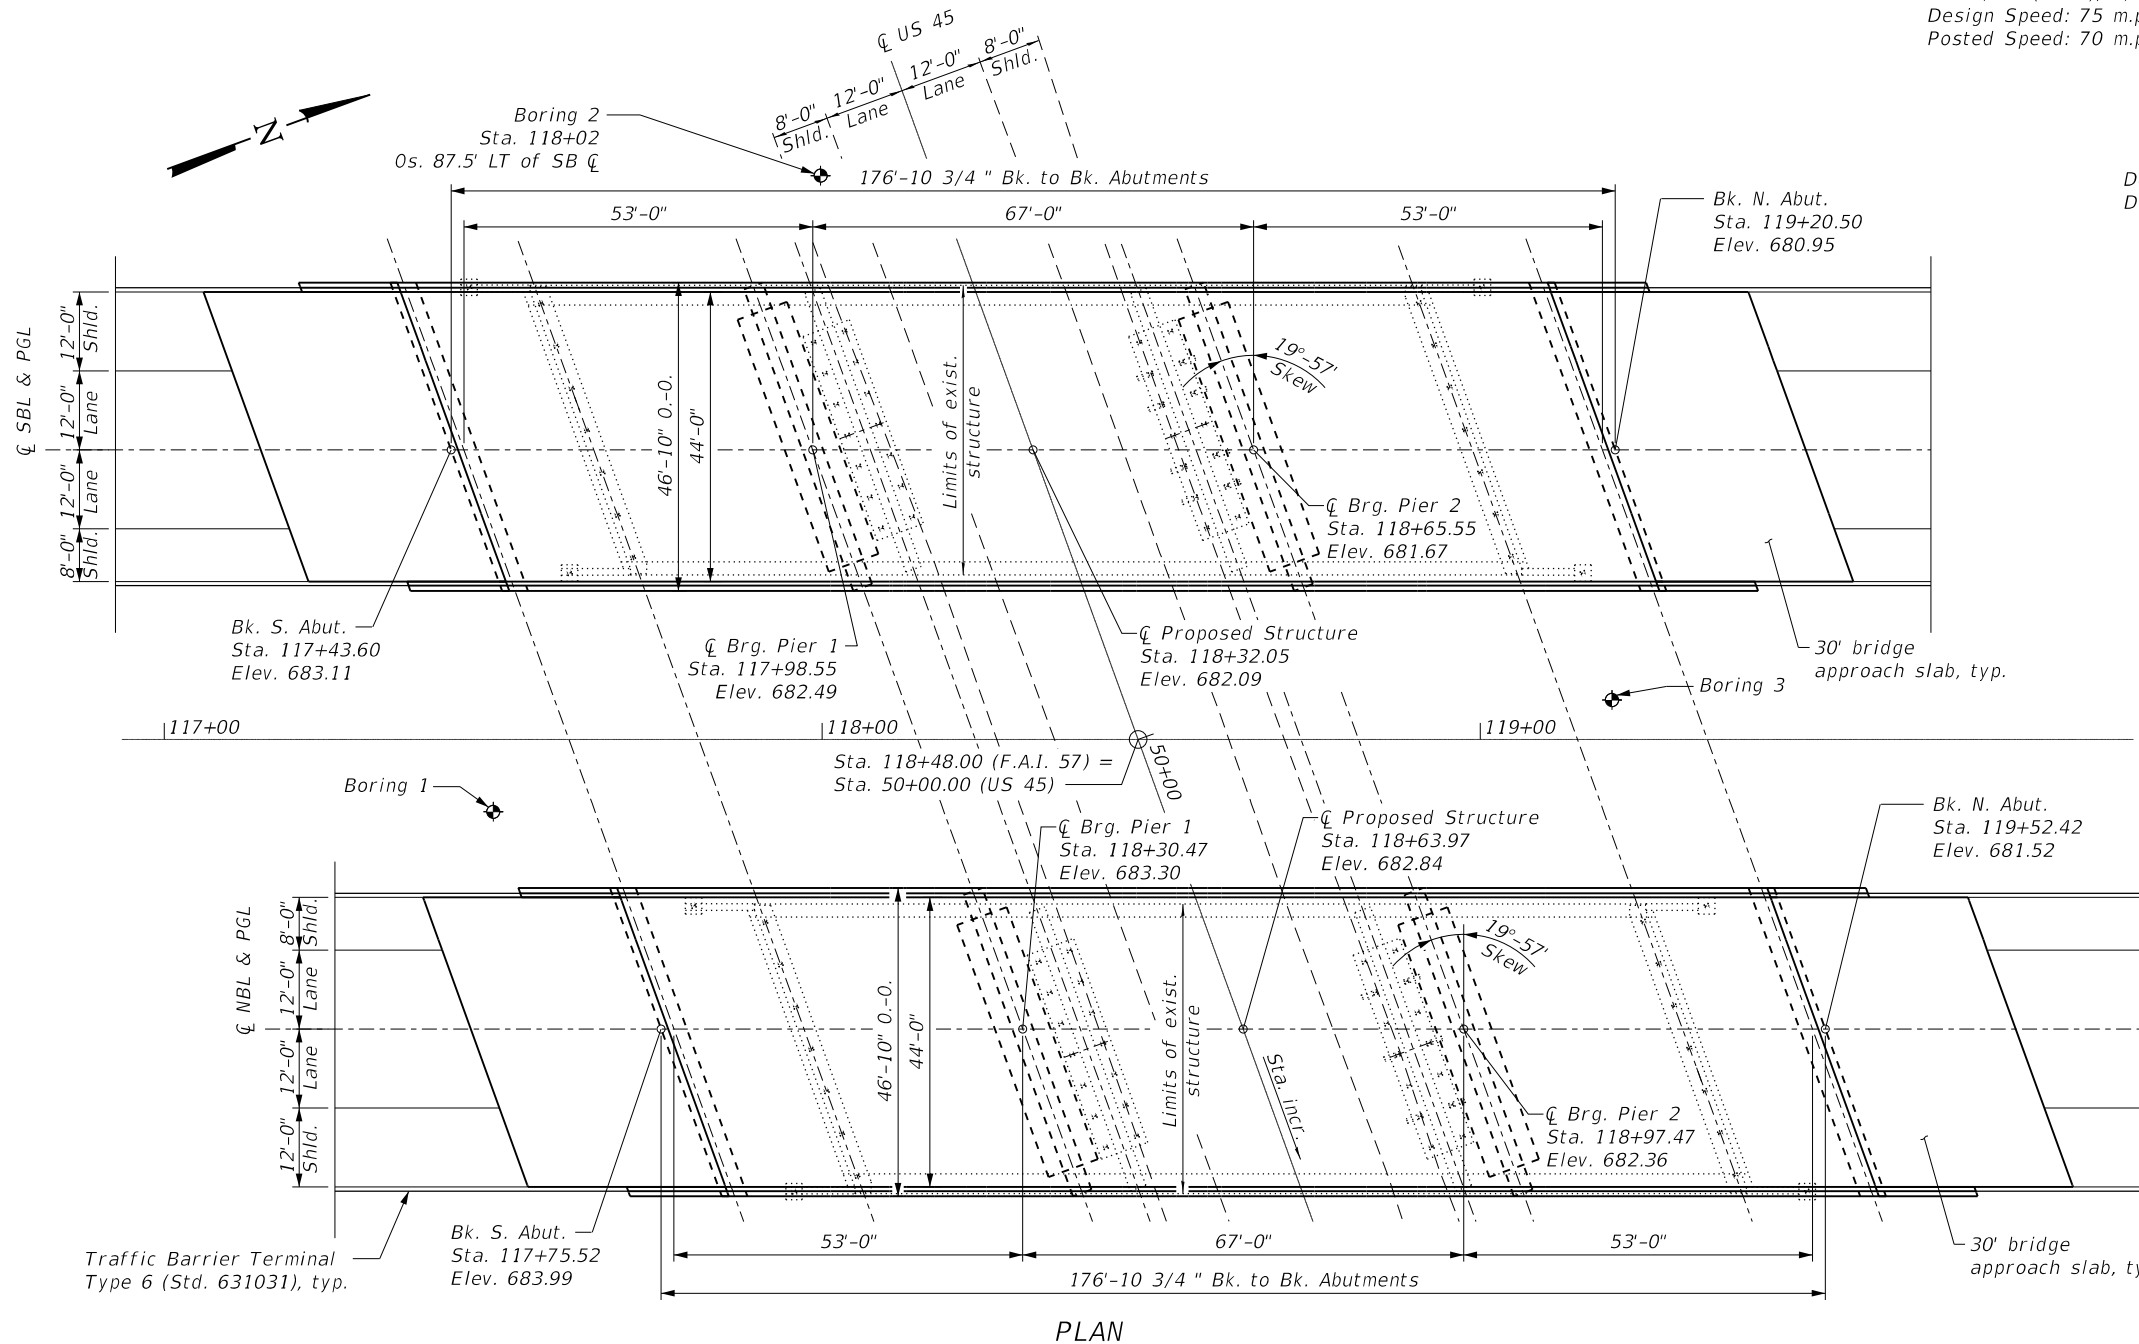 Design Speed: 75 m.p
Posted Speed: 70 m.p
℄ US 45
8'-0" Shld.
12'-0" Lane
12'-0" Lane
8'-0" Shld.
N
Boring 2
Sta. 118+02
Os. 87.5' LT of SB ℄
176'-10 3/4 " Bk. to Bk. Abutments
53'-0"
67'-0"
53'-0"
Bk. N. Abut.
Sta. 119+20.50
Elev. 680.95
D
D
℄ SBL & PGL
12'-0" Shld.
12'-0" Lane
12'-0" Lane
8'-0" Shld.
46'-10" O.-O.
44'-0"
Limits of exist.
structure
19°-57'
Skew
℄ Brg. Pier 2
Sta. 118+65.55
Elev. 681.67
Bk. S. Abut.
Sta. 117+43.60
Elev. 683.11
℄ Brg. Pier 1
Sta. 117+98.55
Elev. 682.49
℄ Proposed Structure
Sta. 118+32.05
Elev. 682.09
30' bridge
approach slab, typ.
Boring 3
117+00
118+00
119+00
Sta. 118+48.00 (F.A.I. 57) =
Sta. 50+00.00 (US 45)
50+00
Boring 1
℄ Brg. Pier 1
Sta. 118+30.47
Elev. 683.30
℄ Proposed Structure
Sta. 118+63.97
Elev. 682.84
Bk. N. Abut.
Sta. 119+52.42
Elev. 681.52
℄ NBL & PGL
8'-0" Shld.
12'-0" Lane
12'-0" Lane
12'-0" Shld.
46'-10" O.-O.
44'-0"
Limits of exist.
structure
Sta. incr.
19°-57'
Skew
℄ Brg. Pier 2
Sta. 118+97.47
Elev. 682.36
Bk. S. Abut.
Sta. 117+75.52
Elev. 683.99
Traffic Barrier Terminal
Type 6 (Std. 631031), typ.
53'-0"
67'-0"
53'-0"
176'-10 3/4 " Bk. to Bk. Abutments
30' bridge
approach slab, ty
PLAN